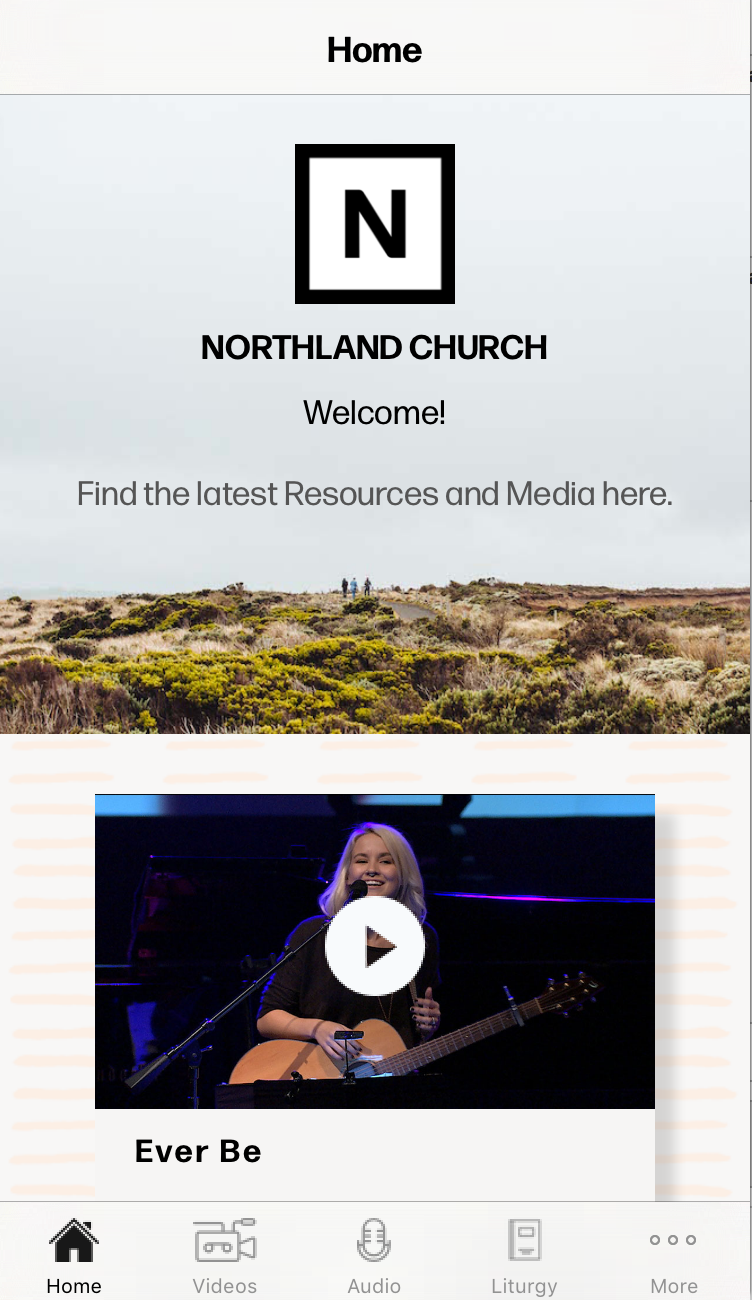 Home
N
NORTHLAND CHURCH
Welcome!
Find the latest Resources and Media here.
Ever Be
Home
Videos
Audio
Liturgy
More